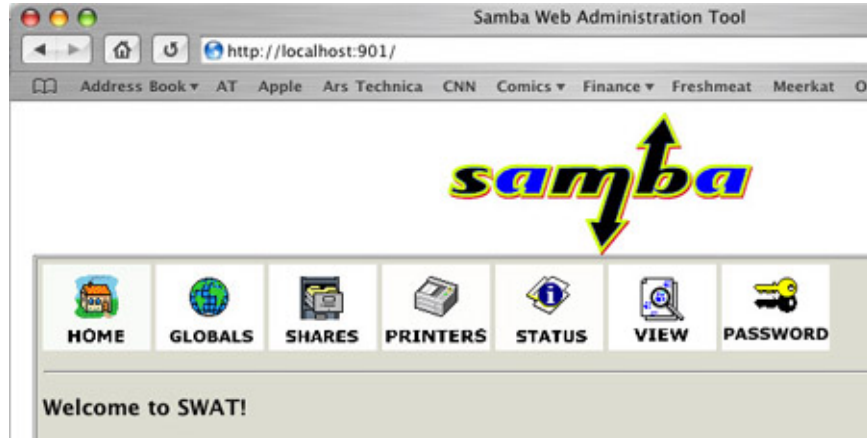 Samba Web Administration Tool
http://localhost:901/
Address Book AT Apple Ars Technica CNN Comics Finance Freshmeat Meerkat O
samba
HOME GLOBALS SHARES PRINTERS STATUS VIEW PASSWORD
Welcome to SWAT!